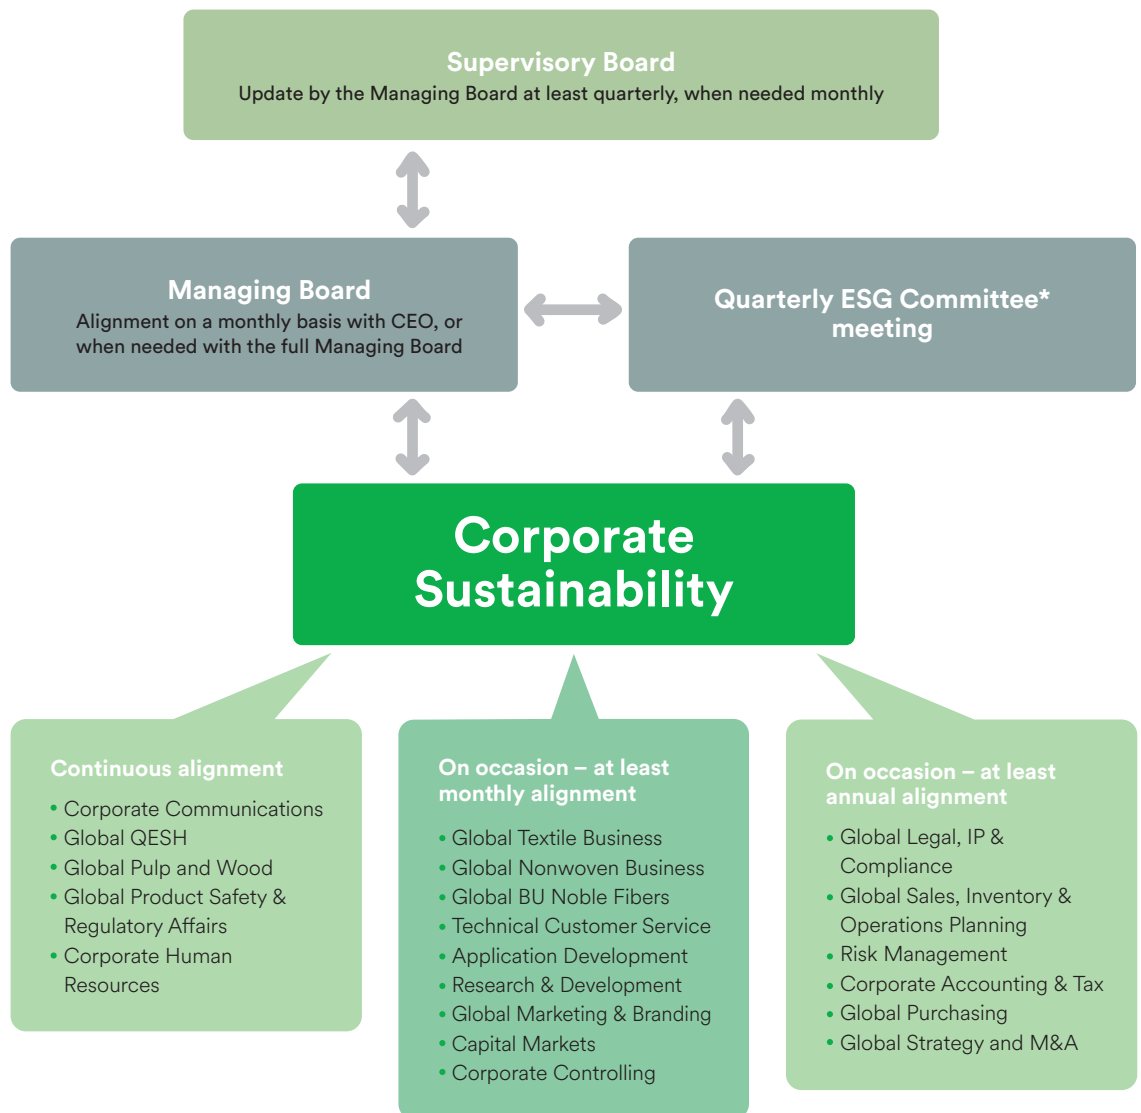 Supervisory Board
Update by the Managing Board at least quarterly, when needed monthly
Managing Board
Alignment on a monthly basis with CEO, or
when needed with the full Managing Board
Quarterly ESG Committee*
meeting
Corporate
Sustainability
Continuous alignment
• Corporate Communications
• Global QESH
• Global Pulp and Wood
• Global Product Safety &
Regulatory Affairs
• Corporate Human
Resources
On occasion – at least
monthly alignment
• Global Textile Business
• Global Nonwoven Business
• Global BU Noble Fibers
• Technical Customer Service
• Application Development
• Research & Development
• Global Marketing & Branding
• Capital Markets
• Corporate Controlling
On occasion – at least
annual alignment
• Global Legal, IP &
Compliance
• Global Sales, Inventory &
Operations Planning
• Risk Management
• Corporate Accounting & Tax
• Global Purchasing
• Global Strategy and M&A